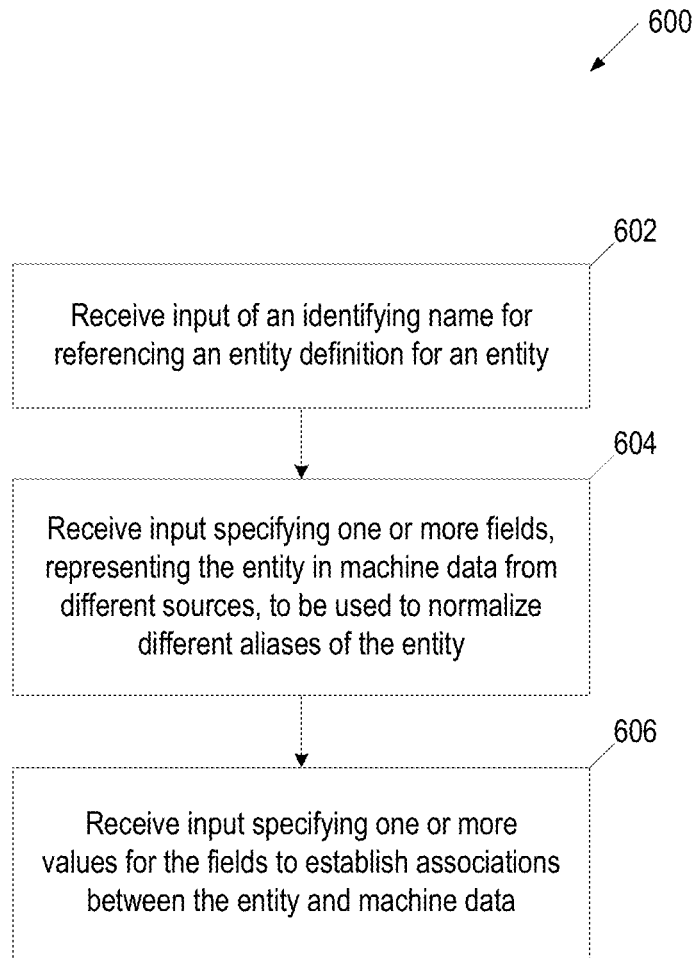 600
602
Receive input of an identifying name for
referencing an entity definition for an entity
604
Receive input specifying one or more fields,
representing the entity in machine data from
different sources, to be used to normalize
different aliases of the entity
606
Receive input specifying one or more
values for the fields to establish associations
between the entity and machine data